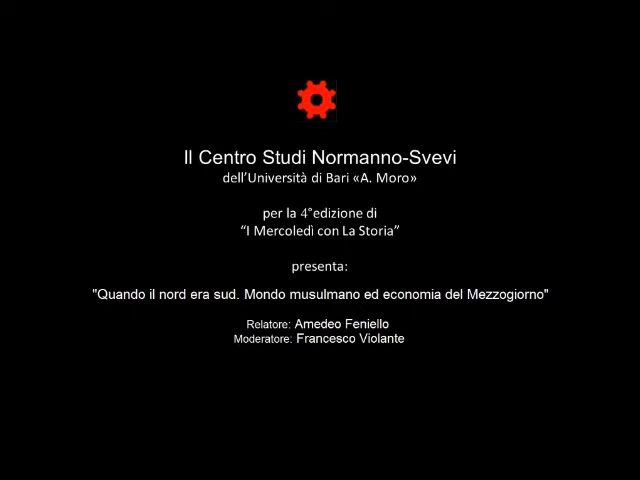 Il Centro Studi Normanno-Svevi
dell’Università di Bari «A. Moro»
per la 4°edizione di
“I Mercoledì con La Storia”
presenta:
"Quando il nord era sud. Mondo musulmano ed economia del Mezzogiorno"
Relatore: Amedeo Feniello
Moderatore: Francesco Violante